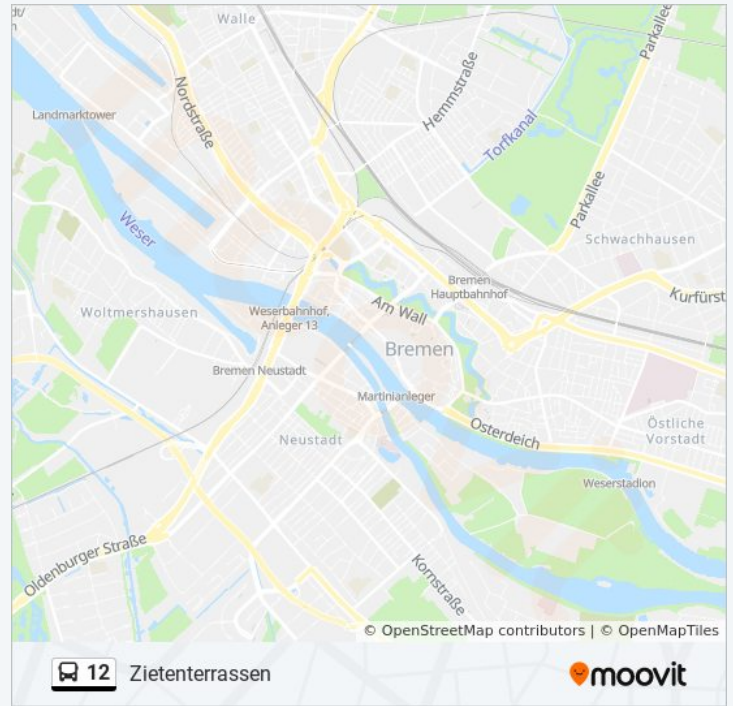 dt/
n
Walle
Parkallee
Hemmstraße
Nordstraße
Landmarktower
Torfkanal
Parkallee
Weser
Schwachhausen
Bremen
Hauptbahnhof
Kurfürst
Woltmershausen
Weserbahnhof,
Anleger 13
Am Wall
Bremen
Bremen Neustadt
Martinianleger
Osterdeich
Östliche
Vorstadt
Neustadt
Weserstadion
Oldenburger Straße
Kornstraße
© OpenStreetMap contributors | © OpenMapTiles
12 Zietenterrassen
moovit